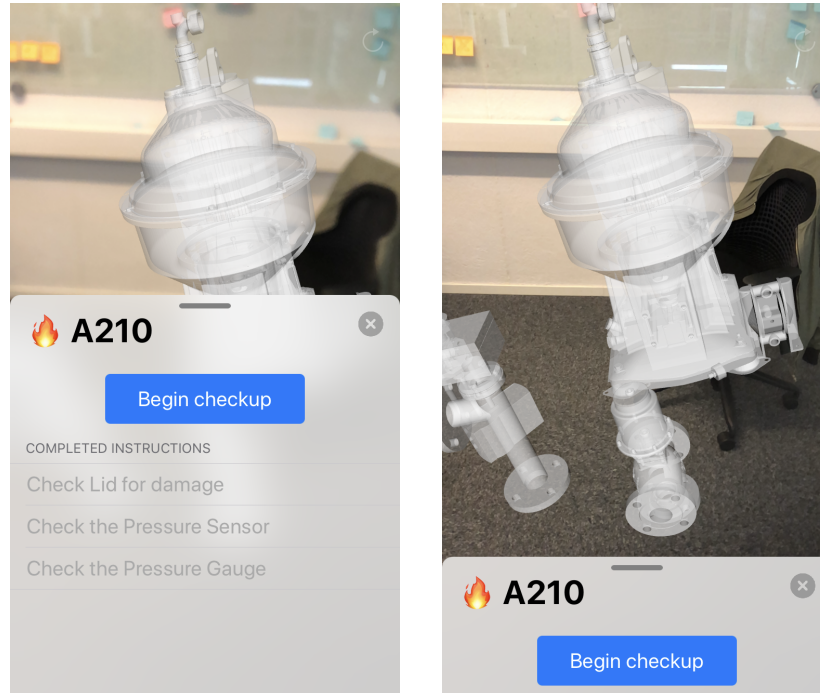 🔥 A210
Begin checkup
COMPLETED INSTRUCTIONS
Check Lid for damage
Check the Pressure Sensor
Check the Pressure Gauge
🔥 A210
Begin checkup